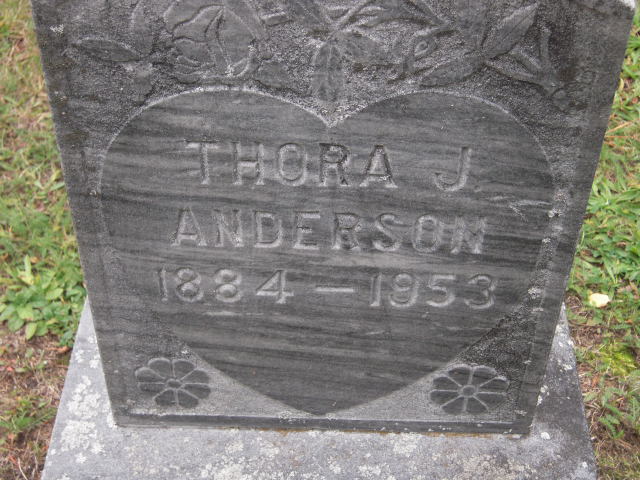 THORA J.
ANDERSON
1884 – 1953